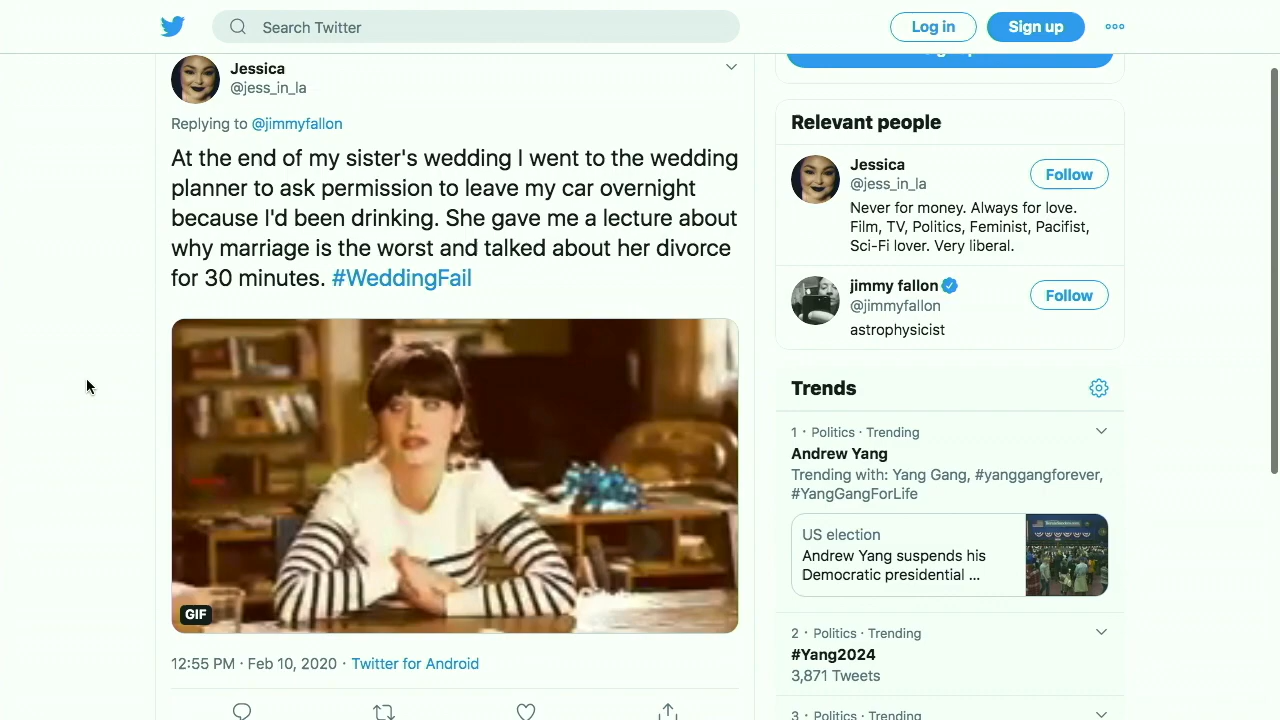 Search Twitter
Log in
Sign up
Jessica
@jess_in_la
Replying to @jimmyfallon
At the end of my sister's wedding I went to the wedding
planner to ask permission to leave my car overnight
because I'd been drinking. She gave me a lecture about
why marriage is the worst and talked about her divorce
for 30 minutes. #WeddingFail
GIF
12:55 PM · Feb 10, 2020 · Twitter for Android
Relevant people
Jessica
@jess_in_la
Follow
Never for money. Always for love.
Film, TV, Politics, Feminist, Pacifist,
Sci-Fi lover. Very liberal.
jimmy fallon
@jimmyfallon
Follow
astrophysicist
Trends
1 · Politics · Trending
Andrew Yang
Trending with: Yang Gang, #yanggangforever,
#YangGangForLife
US election
Andrew Yang suspends his
Democratic presidential ...
2 · Politics · Trending
#Yang2024
3,871 Tweets
3 · Politics · Trending